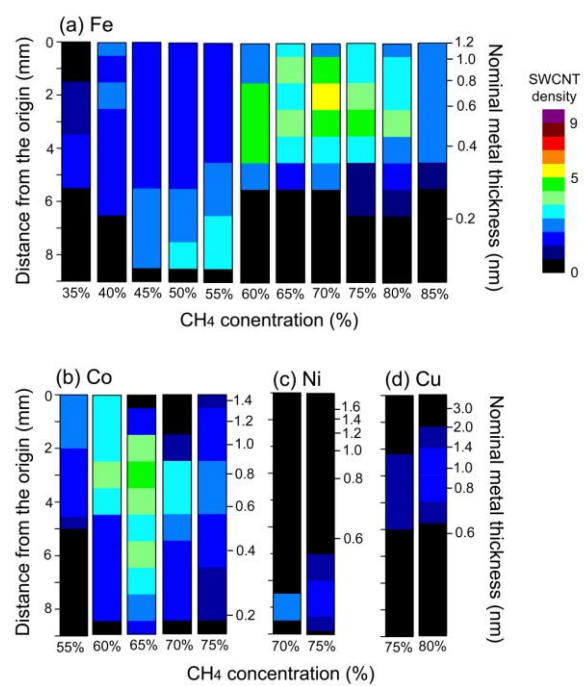 (a) Fe
Distance from the origin (mm)
0
2
4
6
8
35% 40% 45% 50% 55% 60% 65% 70% 75% 80% 85%
CH4 conentration (%)
1.2
1.0
0.8
0.6
0.4
0.2
Nominal metal thickness (nm)
SWCNT
density
9
5
0
(b) Co
Distance from the origin (mm)
0
2
4
6
8
55% 60% 65% 70% 75%
1.4
1.2
1.0
0.8
0.6
0.4
0.2
(c) Ni
1.6
1.4
1.2
1.0
0.8
0.6
70% 75%
(d) Cu
3.0
2.0
1.4
1.0
0.8
0.6
75% 80%
Nominal metal thickness (nm)
CH4 concentration (%)